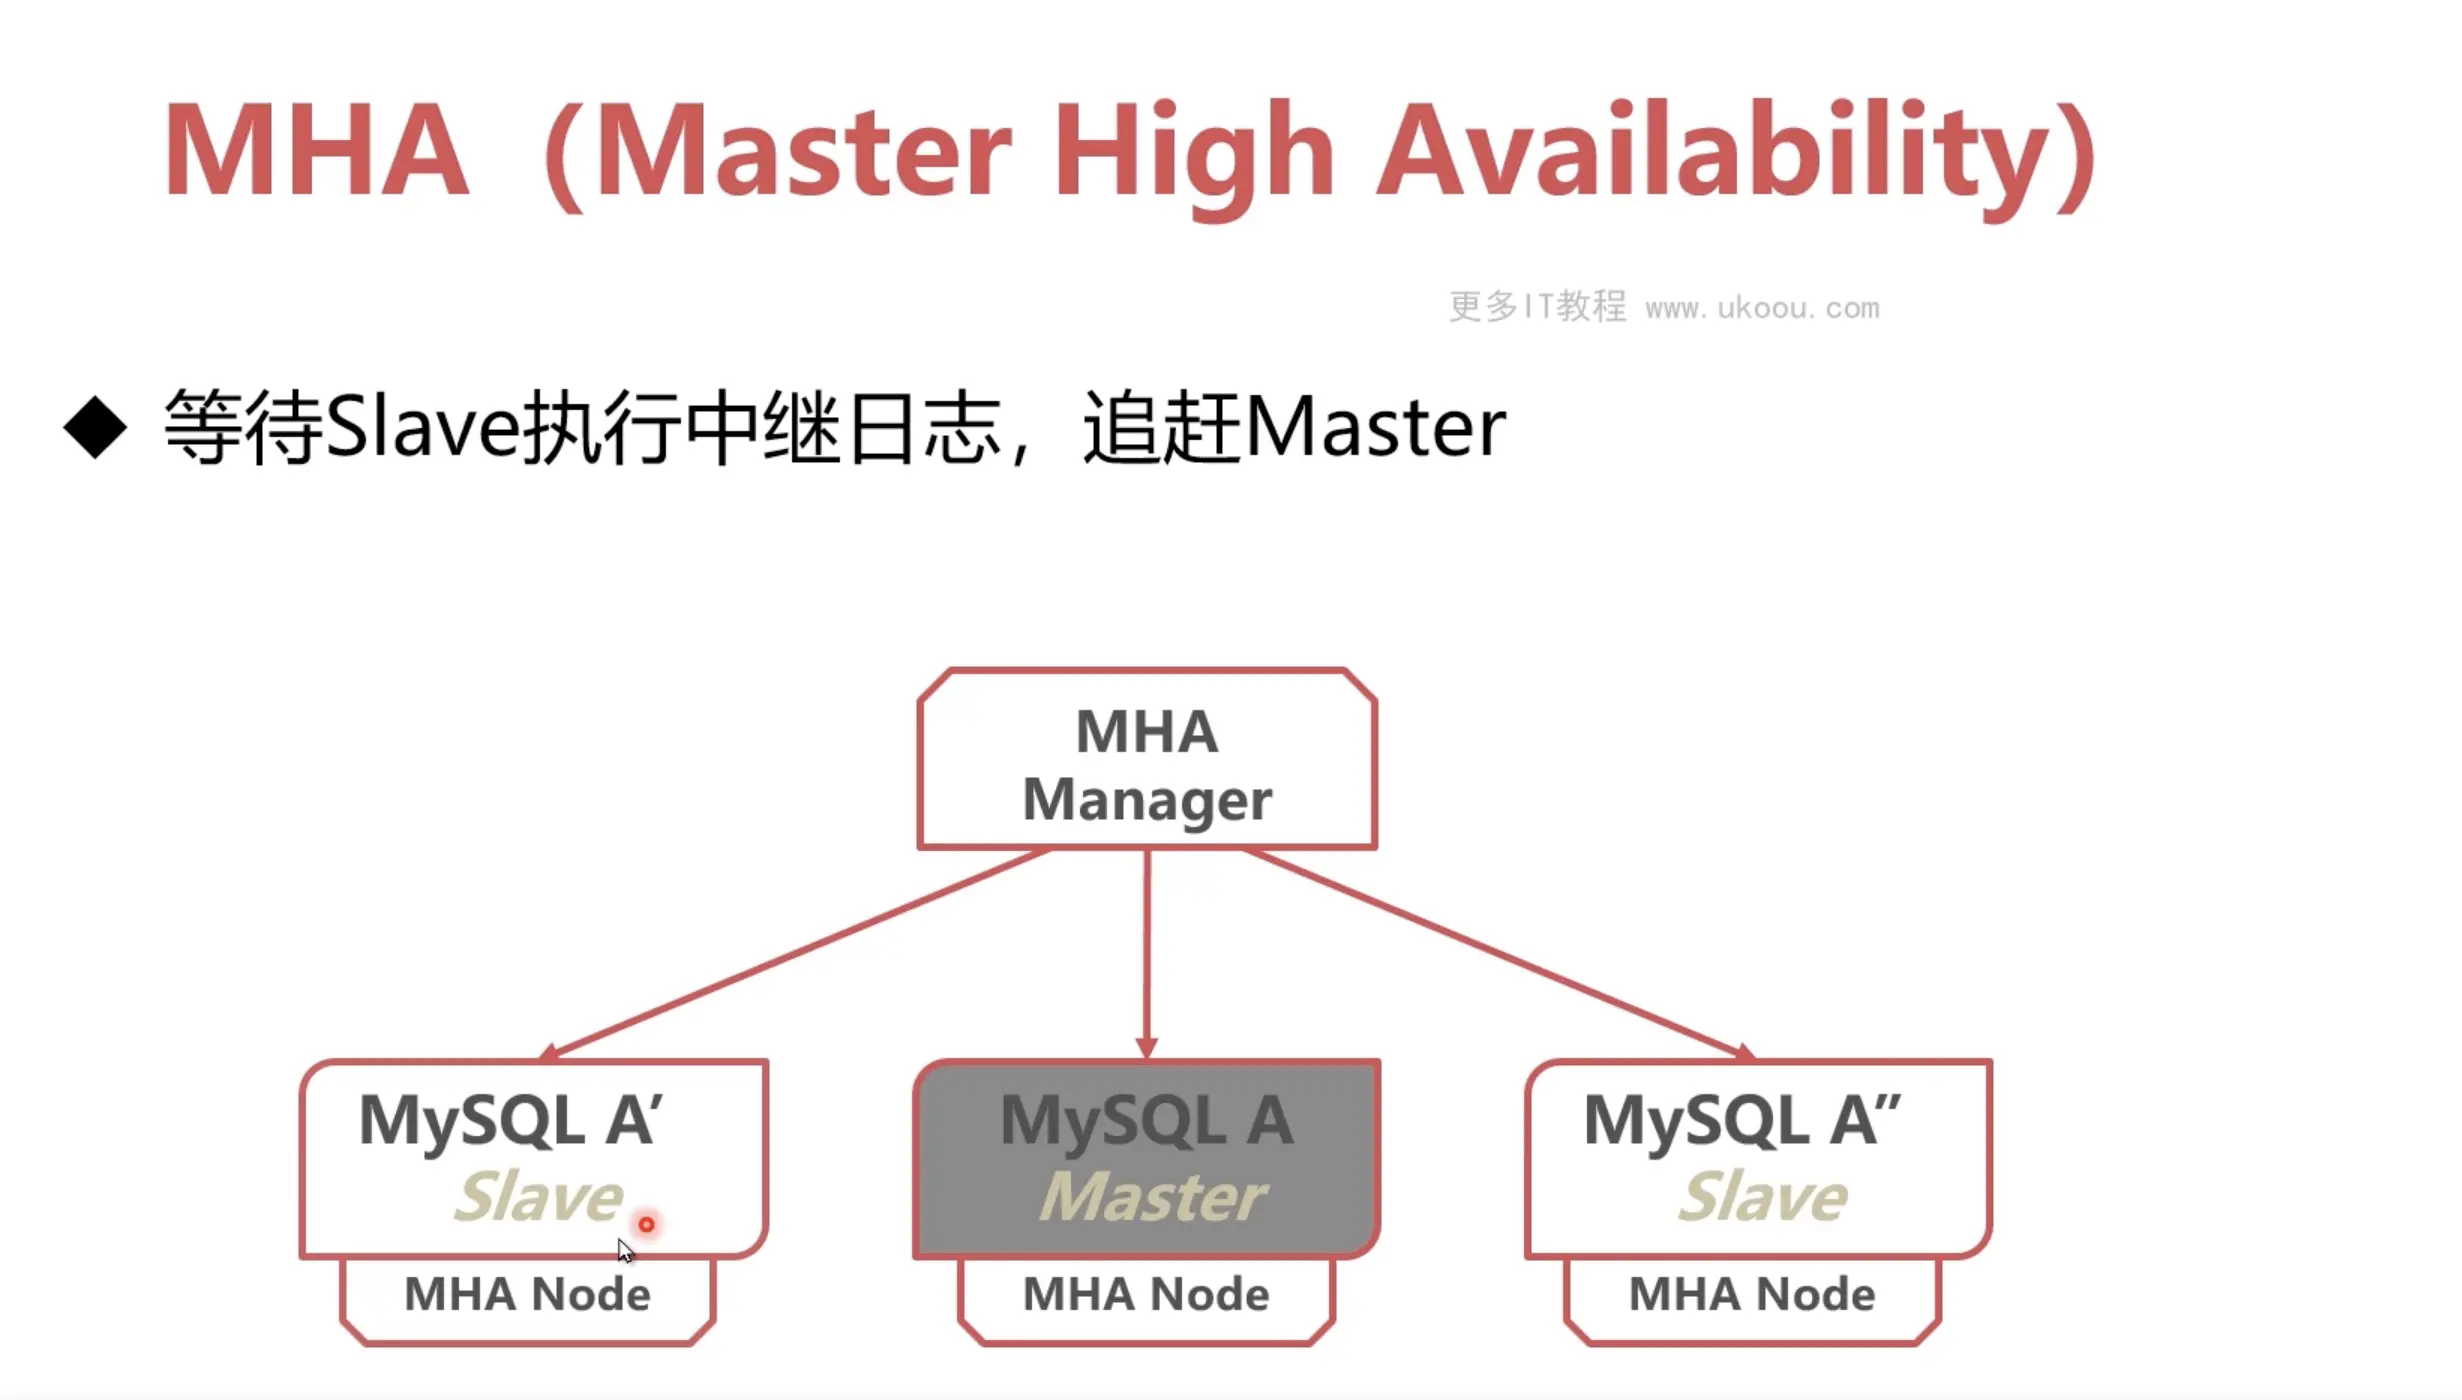 MHA（Master High Availability)
更多IT教程 www.ukoou.com
◆ 等待Slave执行中继日志，追赶Master
MHA
Manager
MySQL A′
Slave
MHA Node
MySQL A
Master
MHA Node
MySQL A″
Slave
MHA Node